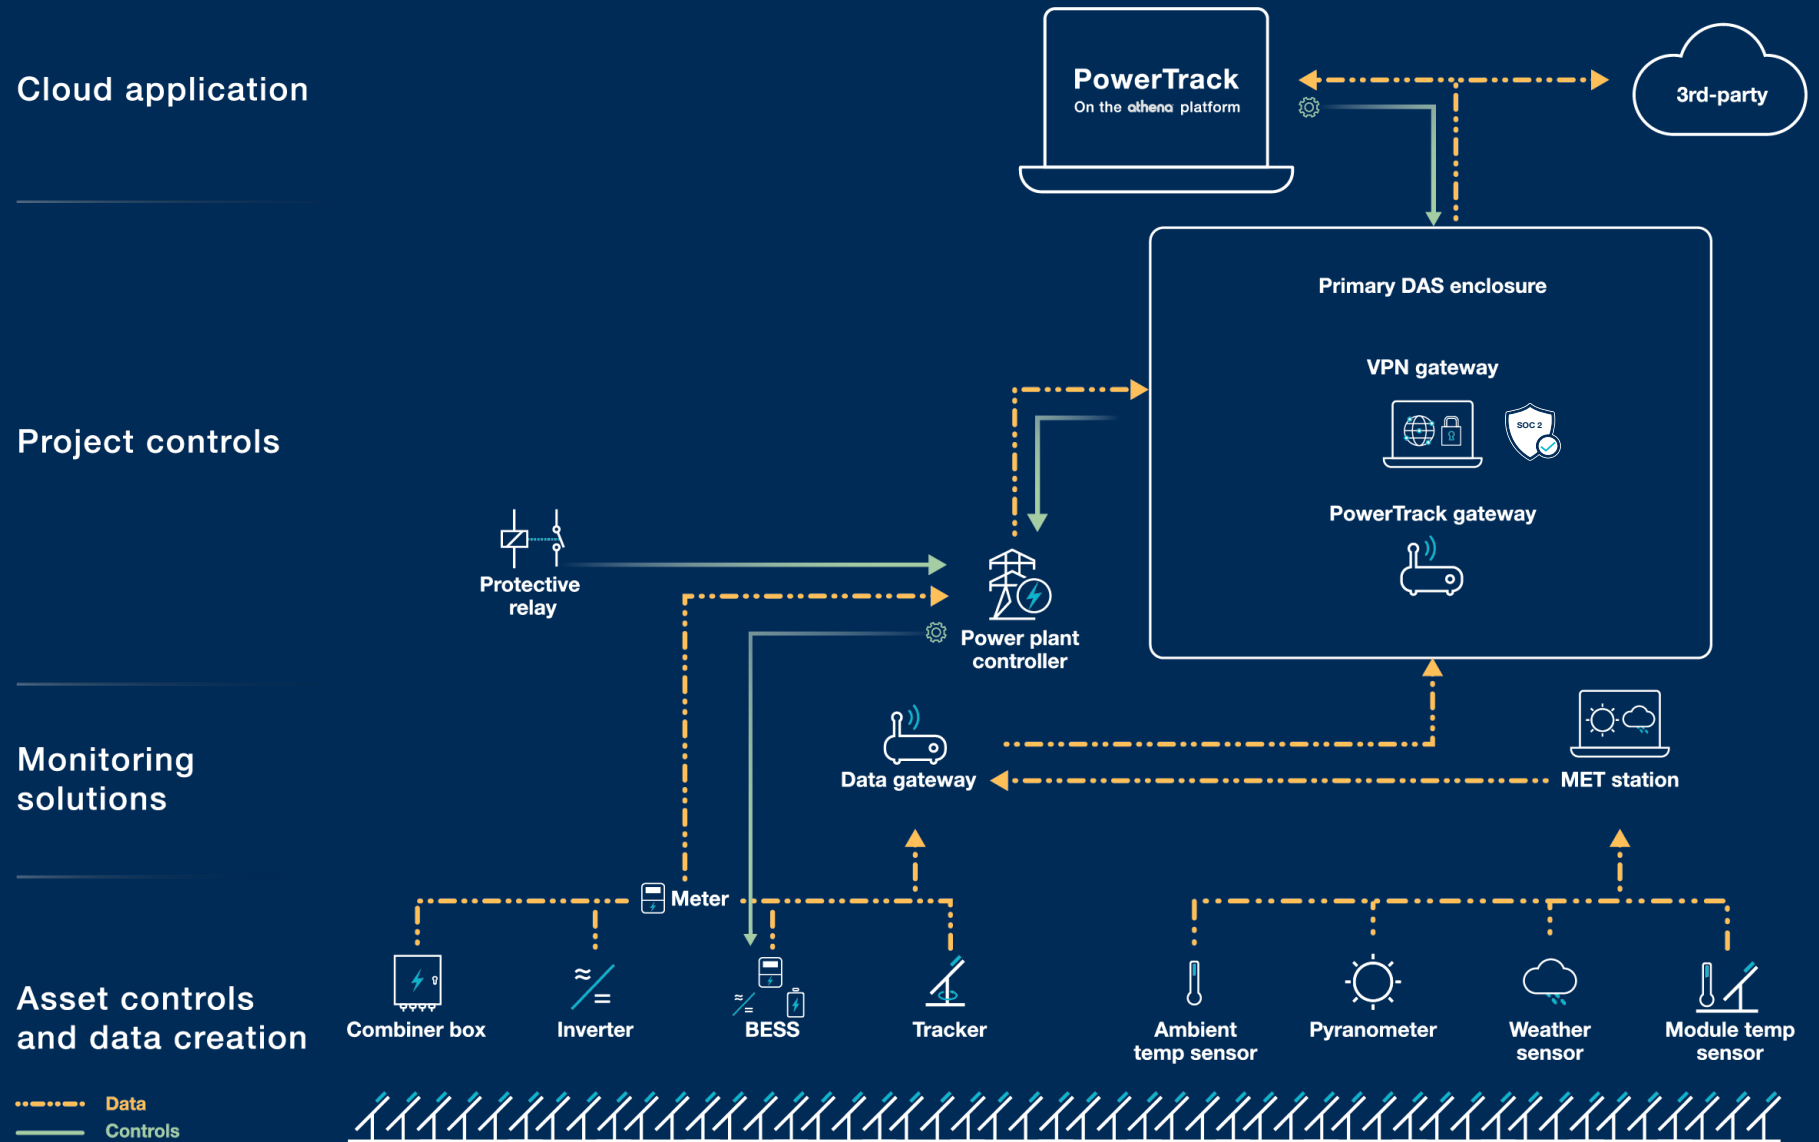 Cloud application
PowerTrack
On the athena platform
3rd-party
Primary DAS enclosure
VPN gateway
SOC 2
Project controls
PowerTrack gateway
Protective
relay
Power plant
controller
Monitoring
solutions
Data gateway
MET station
Meter
Asset controls
and data creation
Combiner box
Inverter
BESS
Tracker
Ambient
temp sensor
Pyranometer
Weather
sensor
Module temp
sensor
Data
Controls